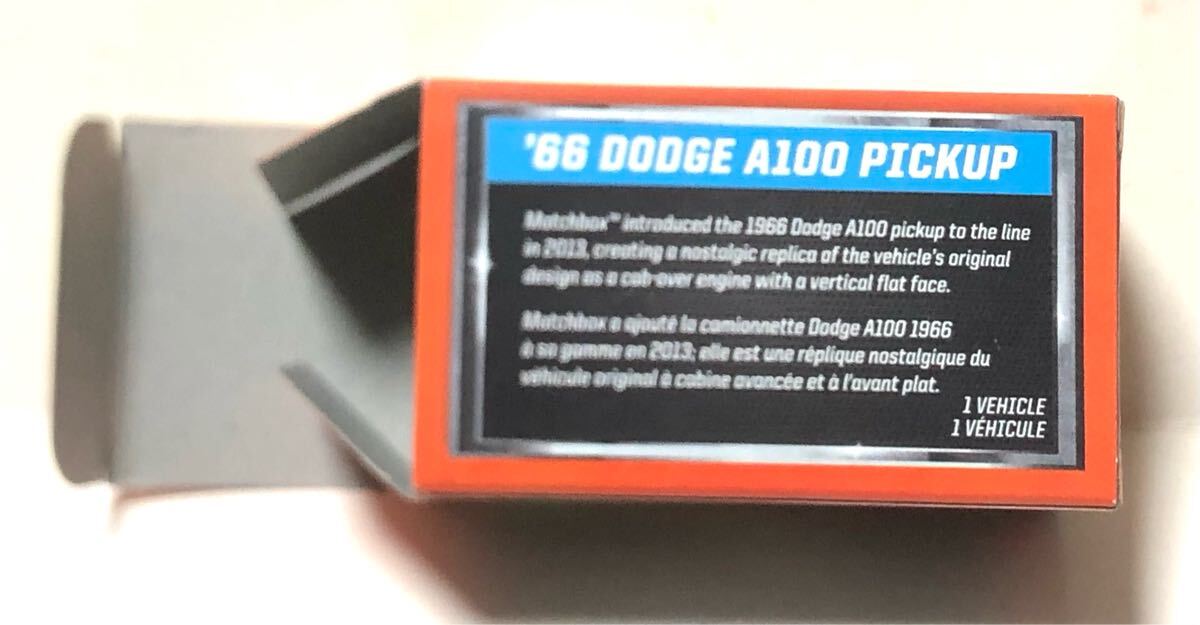 '66 DODGE A100 PICKUP
Matchbox™ introduced the 1966 Dodge A100 pickup to the line
in 2013, creating a nostalgic replica of the vehicle's original
design as a cab-over engine with a vertical flat face.
Matchbox a ajouté la camionnette Dodge A100 1966
à sa gamme en 2013; elle est une réplique nostalgique du
véhicule original à cabine avancée et à l'avant plat.
1 VEHICLE
1 VÉHICULE